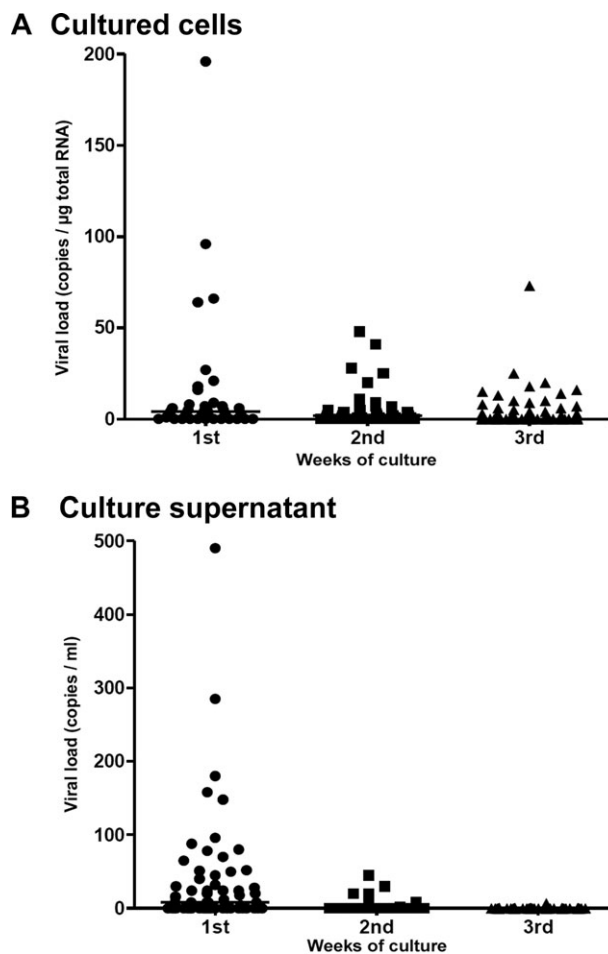 A Cultured cells
Viral load (copies / µg total RNA)
200
150
100
50
0
1st 2nd 3rd
Weeks of culture
B Culture supernatant
Viral load (copies / ml)
500
400
300
200
100
0
1st 2nd 3rd
Weeks of culture